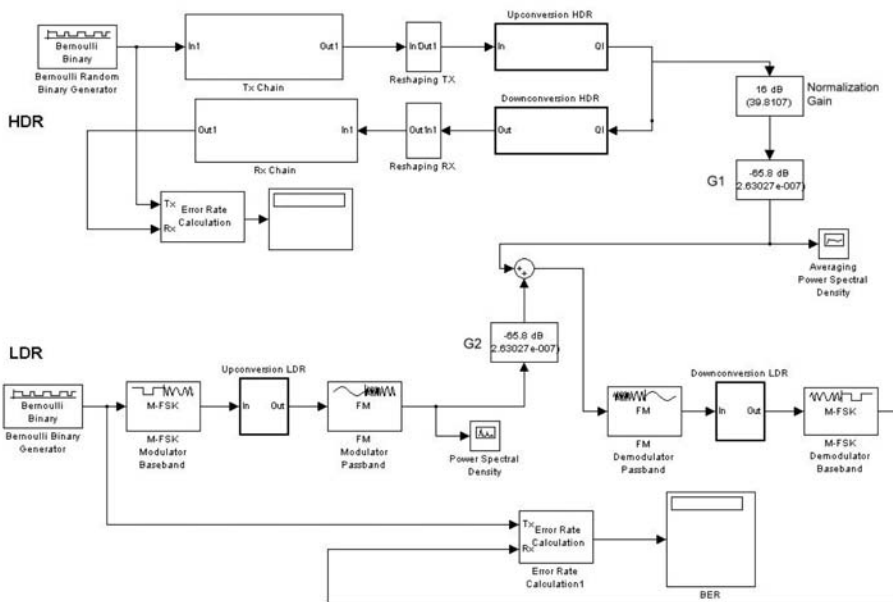 Bernoulli
Binary
Bernoulli Random
Binary Generator
In1
Out1
Tx Chain
In1
Out1
Reshaping TX
Upconversion HDR
In
QI
16 dB
(39.8107)
Normalization
Gain
HDR
Out1
In1
Rx Chain
Out1
In1
Reshaping RX
Downconversion HDR
Out
QI
G1
-65.8 dB
2.63027e-007)
Tx
Rx
Error Rate
Calculation
Averaging
Power Spectral
Density
G2
-65.8 dB
2.63027e-007)
LDR
Bernoulli
Binary
Bernoulli Binary
Generator
M-FSK
M-FSK
Modulator
Baseband
Upconversion LDR
In
Out
FM
FM
Modulator
Passband
Power Spectral
Density
FM
FM
Demodulator
Passband
Downconversion LDR
In
Out
M-FSK
M-FSK
Demodulator
Baseband
Tx
Rx
Error Rate
Calculation
Error Rate
Calculation1
BER